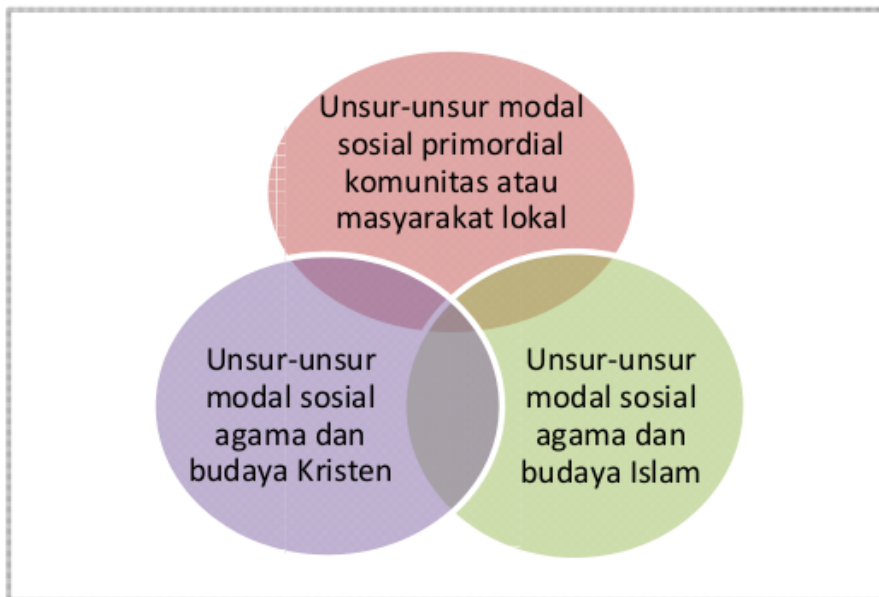 Unsur-unsur modal
sosial primordial
komunitas atau
masyarakat lokal
Unsur-unsur
modal sosial
agama dan
budaya Kristen
Unsur-unsur
modal sosial
agama dan
budaya Islam